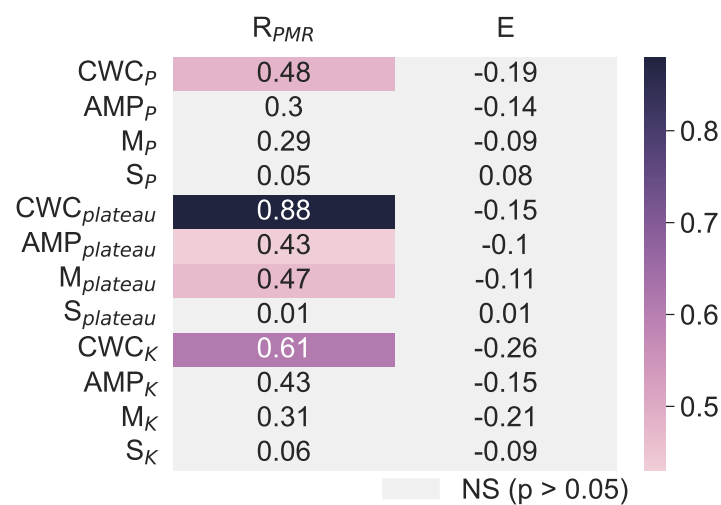 R_PMR E
CWC_P 0.48 -0.19
AMP_P 0.3 -0.14
M_P 0.29 -0.09
S_P 0.05 0.08
CWC_plateau 0.88 -0.15
AMP_plateau 0.43 -0.1
M_plateau 0.47 -0.11
S_plateau 0.01 0.01
CWC_K 0.61 -0.26
AMP_K 0.43 -0.15
M_K 0.31 -0.21
S_K 0.06 -0.09
NS (p > 0.05)
0.8
0.7
0.6
0.5